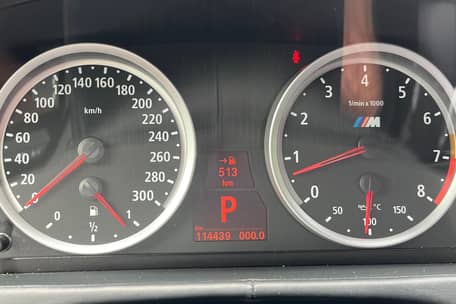 0 20 40 60 80 100 120 140 160 180 200 220 240 260 280 300
km/h
0 ½ 1
→ 513
km
P
km 114439 000.0
0 1 2 3 4 5 6 7 8
1/min x 1000
M
50 100 150
°C